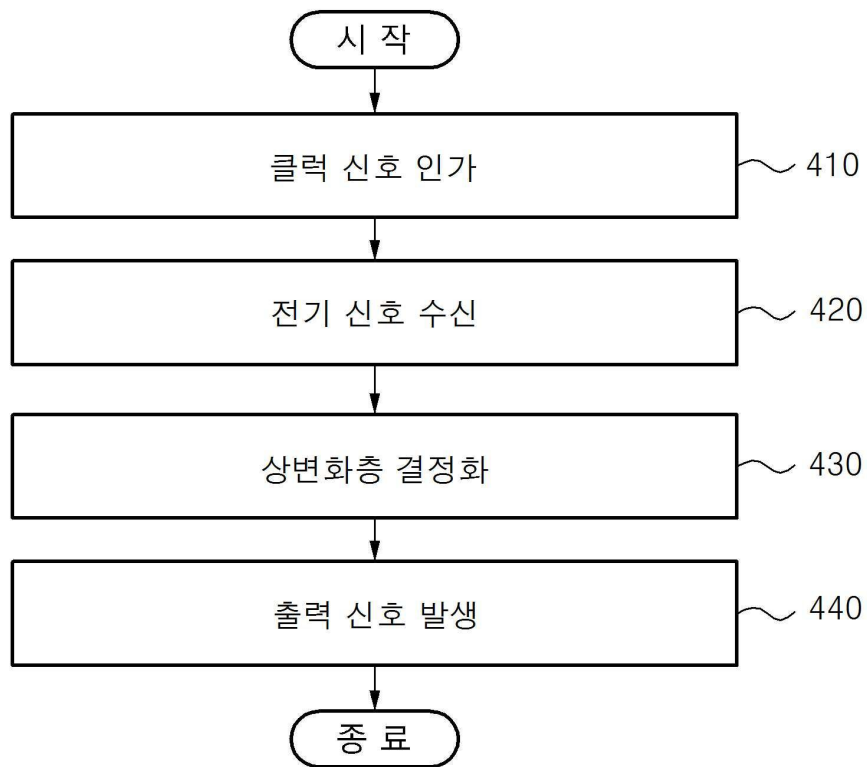 시 작
클럭 신호 인가 410
전기 신호 수신 420
상변화층 결정화 430
출력 신호 발생 440
종 료